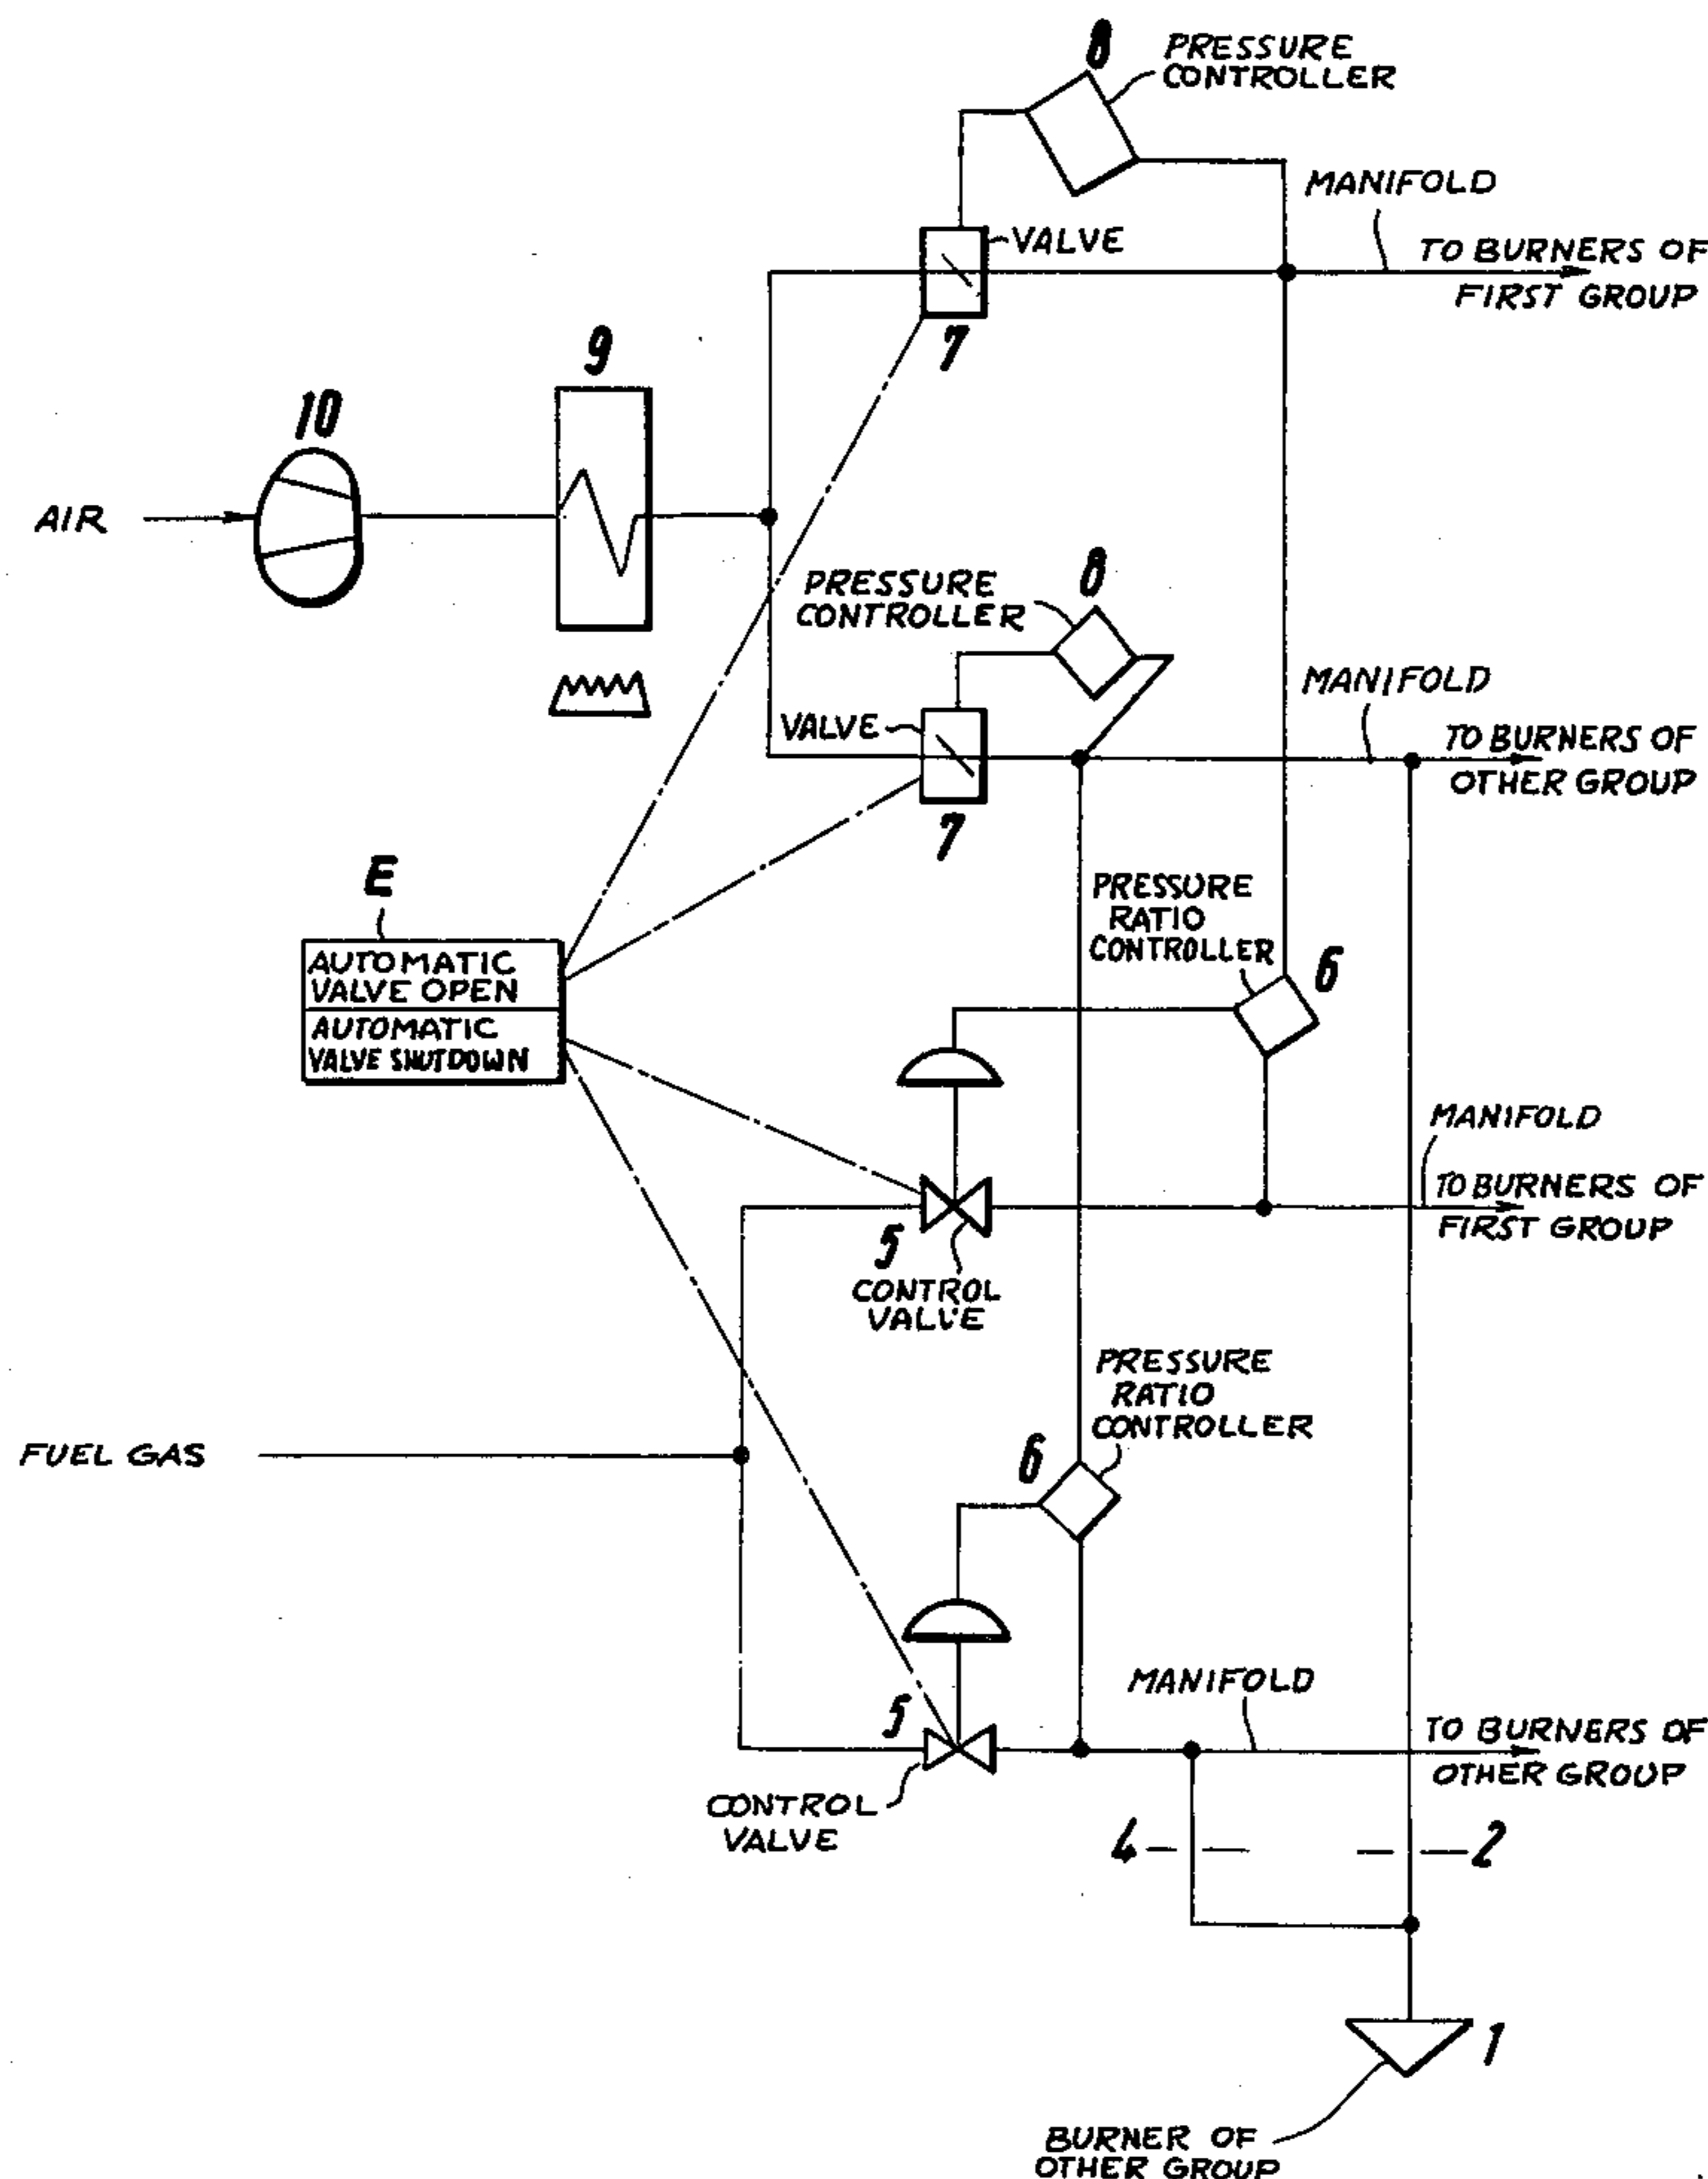 8
PRESSURE
CONTROLLER
MANIFOLD
VALVE
TO BURNERS OF
FIRST GROUP
7
9
10
AIR
8
PRESSURE
CONTROLLER
MANIFOLD
VALVE
TO BURNERS OF
OTHER GROUP
7
E
PRESSURE
RATIO
CONTROLLER
6
AUTOMATIC
VALVE OPEN
AUTOMATIC
VALVE SHUTDOWN
MANIFOLD
TO BURNERS OF
FIRST GROUP
5
CONTROL
VALVE
PRESSURE
RATIO
CONTROLLER
FUEL GAS
6
MANIFOLD
5
TO BURNERS OF
OTHER GROUP
CONTROL
VALVE
4
2
1
BURNER OF
OTHER GROUP